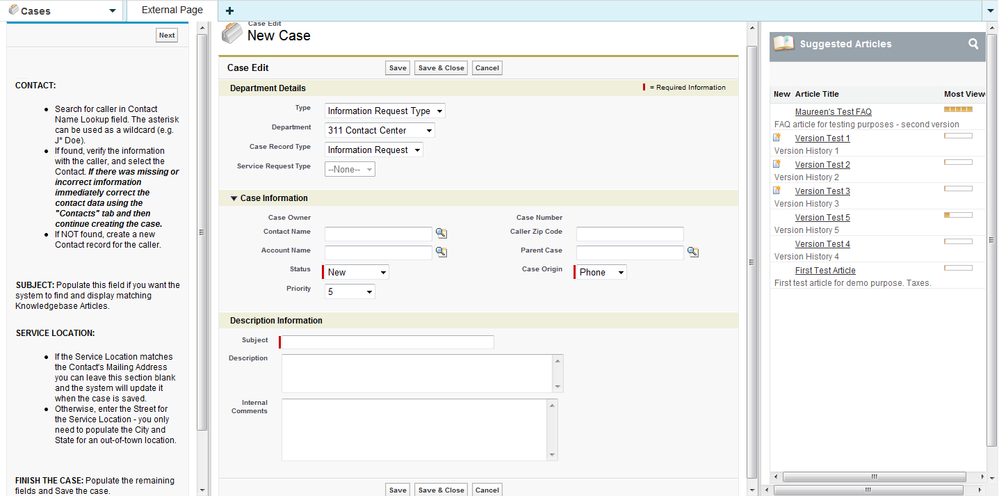 Cases
External Page
Next
CONTACT:
Search for caller in Contact
Name Lookup field. The asterisk
can be used as a wildcard (e.g.
J* Doe).
If found, verify the information
with the caller, and select the
Contact. If there was missing or
incorrect imformation
immediately correct the
contact data using the
"Contacts" tab and then
continue creating the case.
If NOT found, create a new
Contact record for the caller.
SUBJECT: Populate this field if you want the
system to find and display matching
Knowledgebase Articles.
SERVICE LOCATION:
If the Service Location matches
the Contact's Mailing Address
you can leave this section blank
and the system will update it
when the case is saved.
Otherwise, enter the Street for
the Service Location - you only
need to populate the City and
State for an out-of-town location.
FINISH THE CASE: Populate the remaining
fields and Save the case.
Case Edit
New Case
Case Edit Save Save & Close Cancel
Department Details = Required Information
Type Information Request Type
Department 311 Contact Center
Case Record Type Information Request
Service Request Type --None--
Case Information
Case Owner Case Number
Contact Name Caller Zip Code
Account Name Parent Case
Status New Case Origin Phone
Priority 5
Description Information
Subject
Description
Internal
Comments
Save Save & Close Cancel
Suggested Articles
New Article Title Most View
Maureen's Test FAQ
FAQ article for testing purposes - second version
Version Test 1
Version History 1
Version Test 2
Version History 2
Version Test 3
Version History 3
Version Test 5
Version History 5
Version Test 4
Version History 4
First Test Article
First test article for demo purpose. Taxes.